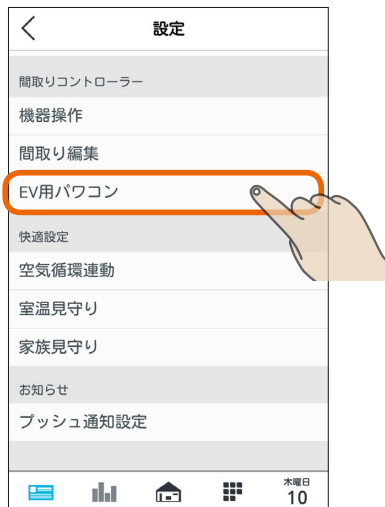 設定
間取りコントローラー
機器操作
間取り編集
EV用パワコン
快適設定
空気循環連動
室温見守り
家族見守り
お知らせ
プッシュ通知設定
木曜日
10